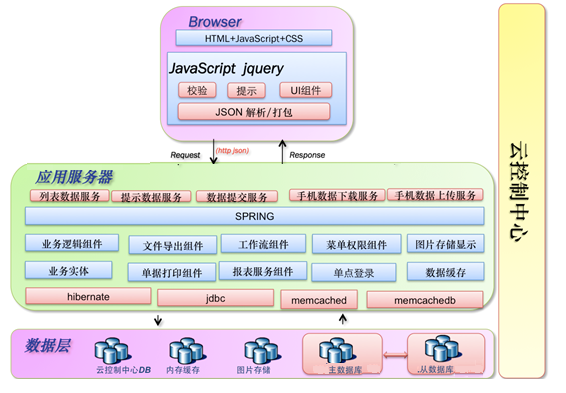 Browser
HTML+JavaScript+CSS
JavaScript jquery
校验
提示
UI组件
JSON 解析/打包
Request
(http json)
Response
应用服务器
列表数据服务
提示数据服务
数据提交服务
手机数据下载服务
手机数据上传服务
SPRING
业务逻辑组件
文件导出组件
工作流组件
菜单权限组件
图片存储显示
业务实体
单据打印组件
报表服务组件
单点登录
数据缓存
hibernate
jdbc
memcached
memcachedb
数据层
云控制中心DB
内存缓存
图片存储
主数据库
.从数据库
云控制中心